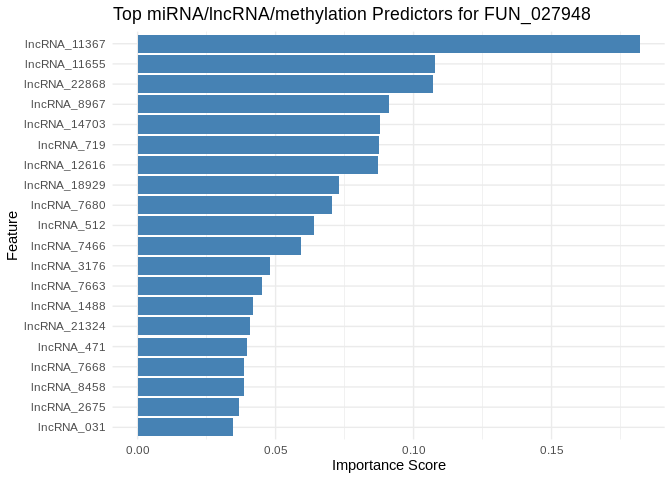 Top miRNA/lncRNA/methylation Predictors for FUN_027948
lncRNA_11367
lncRNA_11655
lncRNA_22868
lncRNA_8967
lncRNA_14703
lncRNA_719
lncRNA_12616
lncRNA_18929
lncRNA_7680
lncRNA_512
lncRNA_7466
lncRNA_3176
lncRNA_7663
lncRNA_1488
lncRNA_21324
lncRNA_471
lncRNA_7668
lncRNA_8458
lncRNA_2675
lncRNA_031
Feature
0.00 0.05 0.10 0.15
Importance Score